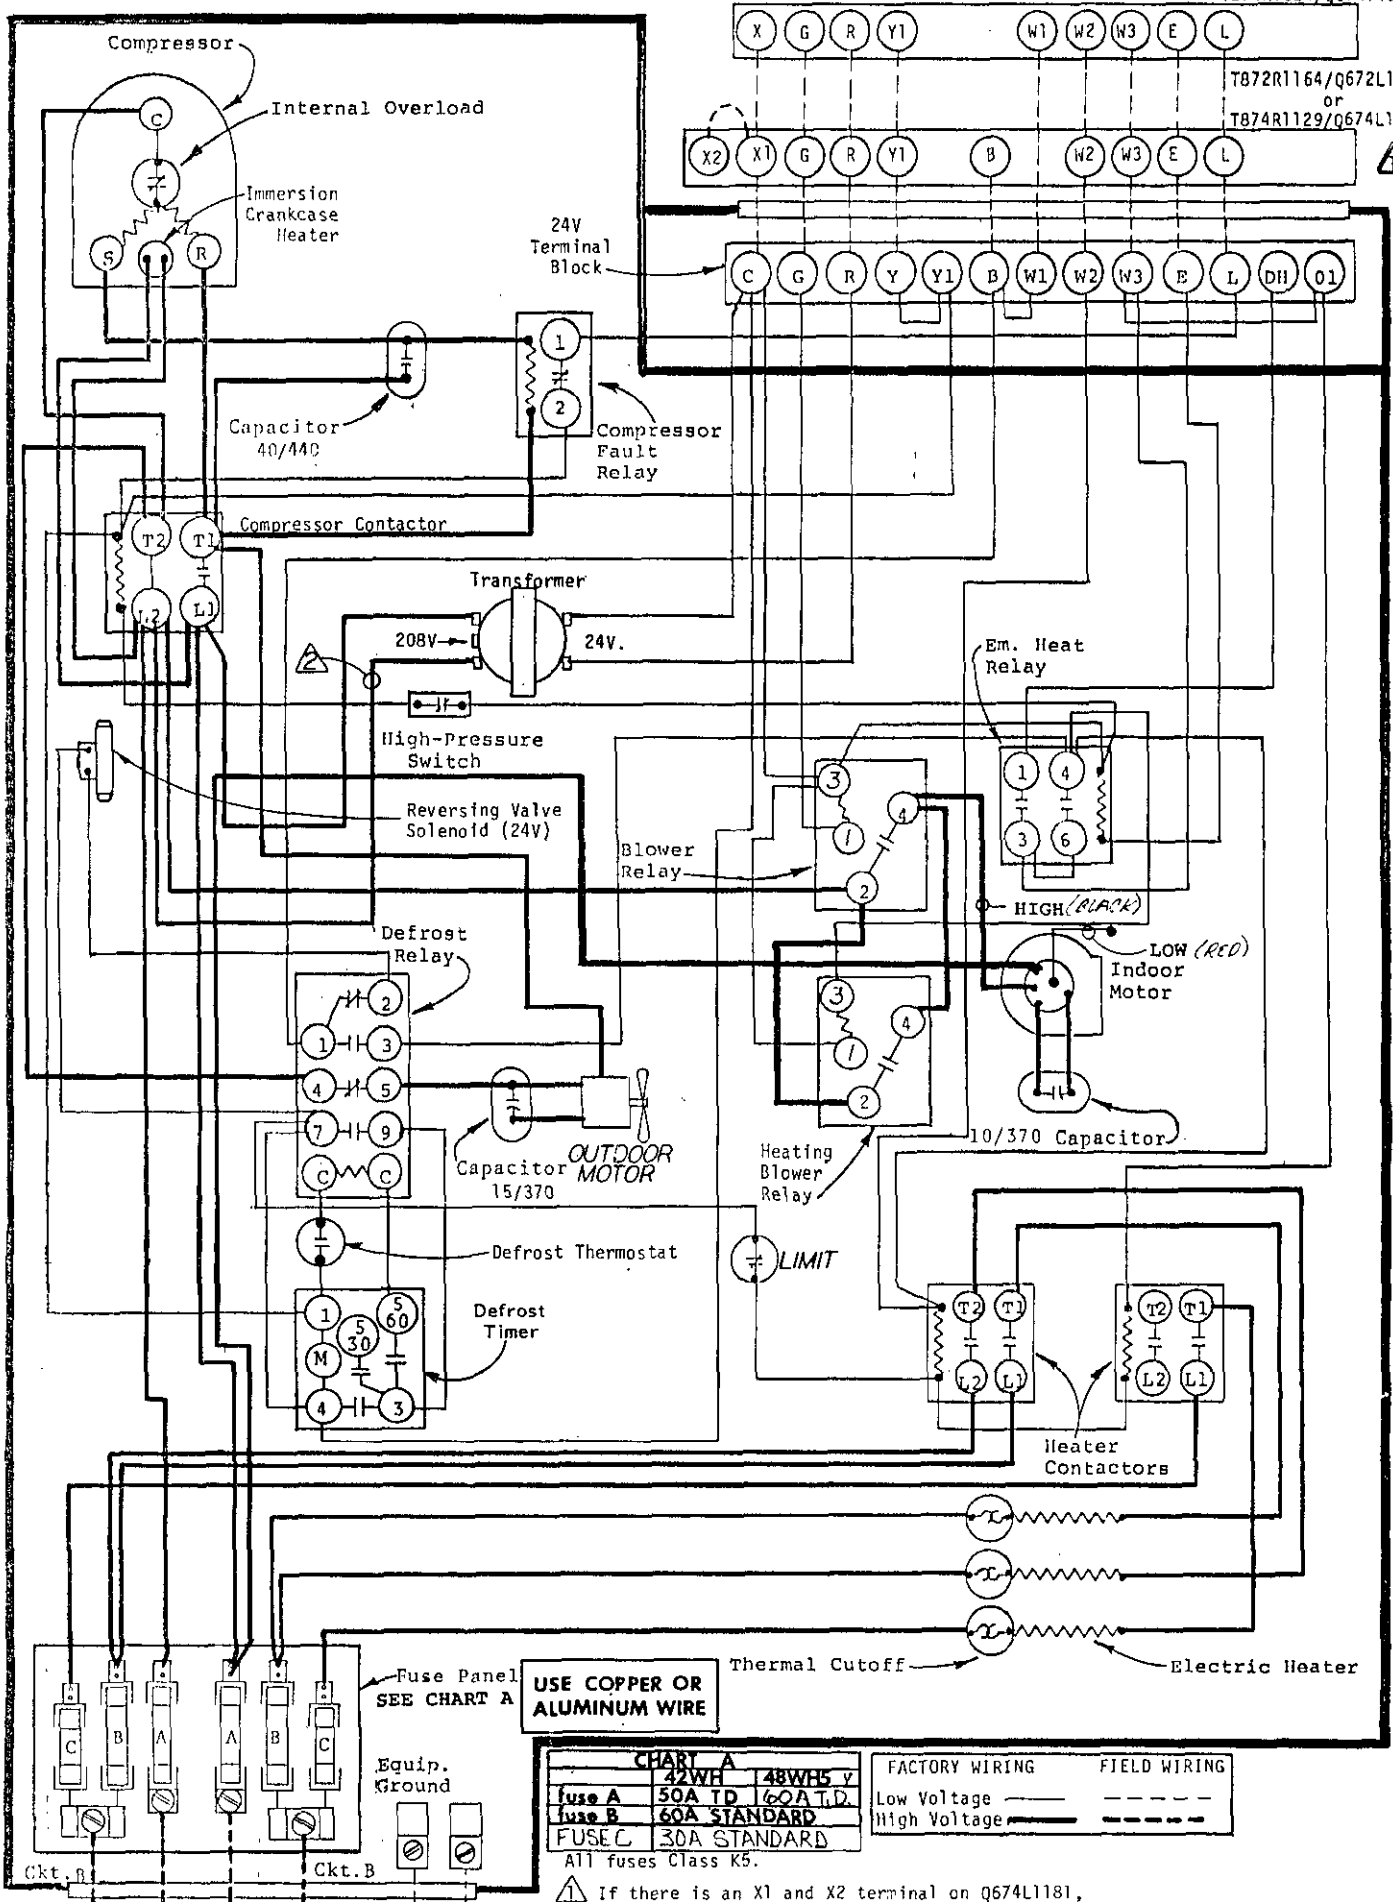 X G R Y1 W1 W2 W3 E L
T872R1164/Q672L1
or
T874R1129/Q674L1
X2 X1 G R Y1 B W2 W3 E L
Compressor
C
Internal Overload
Immersion
Crankcase
Heater
S R
24V
Terminal
Block
C G R Y Y1 B W1 W2 W3 E L DH O1
1
2
Capacitor
40/440
Compressor
Fault
Relay
Compressor Contactor
T2 T1
L2 L1
Transformer
208V
24V.
2
High-Pressure
Switch
Reversing Valve
Solenoid (24V)
Em. Heat
Relay
1 4
3 6
Blower
Relay
3
4
1
2
HIGH (BLACK)
LOW (RED)
Indoor
Motor
Defrost
Relay
2
1 3
4 5
7 9
C C
Capacitor
15/370
OUTDOOR
MOTOR
3
4
1
2
Heating
Blower
Relay
10/370 Capacitor
Defrost Thermostat
LIMIT
Defrost
Timer
1
S
30
S
60
M
4 3
T2 T1
L2 L1
T2 T1
L2 L1
Heater
Contactors
Thermal Cutoff
Electric Heater
Fuse Panel
SEE CHART A
USE COPPER OR
ALUMINUM WIRE
C B A A B C
Equip.
Ground
Ckt.B
Ckt.B
CHART A
42WH 48WH5
fuse A 50A TD 60A T.D.
fuse B 60A STANDARD
FUSE C 30A STANDARD
All fuses Class K5.
FACTORY WIRING FIELD WIRING
Low Voltage
High Voltage
1 If there is an X1 and X2 terminal on Q674L1181,